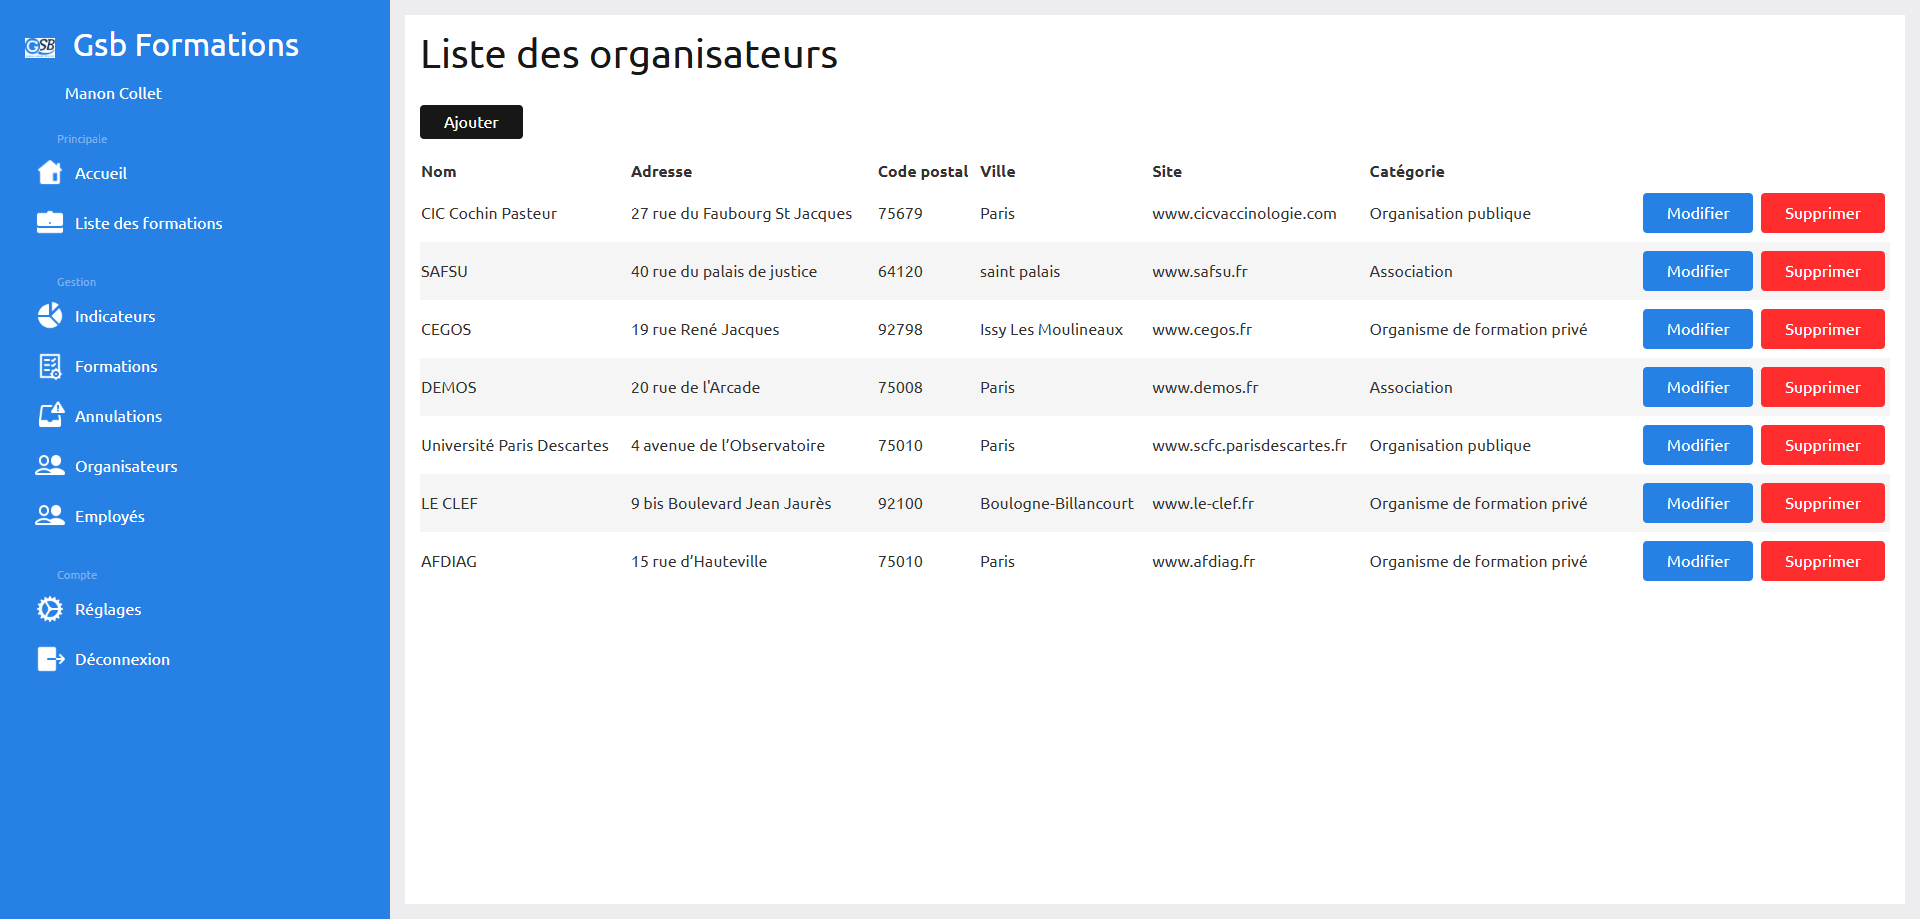 GSB Gsb Formations
Manon Collet
Principale
Accueil
Liste des formations
Gestion
Indicateurs
Formations
Annulations
Organisateurs
Employés
Compte
Réglages
Déconnexion
Liste des organisateurs
Ajouter
Nom Adresse Code postal Ville Site Catégorie
CIC Cochin Pasteur 27 rue du Faubourg St Jacques 75679 Paris www.cicvaccinologie.com Organisation publique Modifier Supprimer
SAFSU 40 rue du palais de justice 64120 saint palais www.safsu.fr Association Modifier Supprimer
CEGOS 19 rue René Jacques 92798 Issy Les Moulineaux www.cegos.fr Organisme de formation privé Modifier Supprimer
DEMOS 20 rue de l'Arcade 75008 Paris www.demos.fr Association Modifier Supprimer
Université Paris Descartes 4 avenue de l’Observatoire 75010 Paris www.scfc.parisdescartes.fr Organisation publique Modifier Supprimer
LE CLEF 9 bis Boulevard Jean Jaurès 92100 Boulogne-Billancourt www.le-clef.fr Organisme de formation privé Modifier Supprimer
AFDIAG 15 rue d’Hauteville 75010 Paris www.afdiag.fr Organisme de formation privé Modifier Supprimer